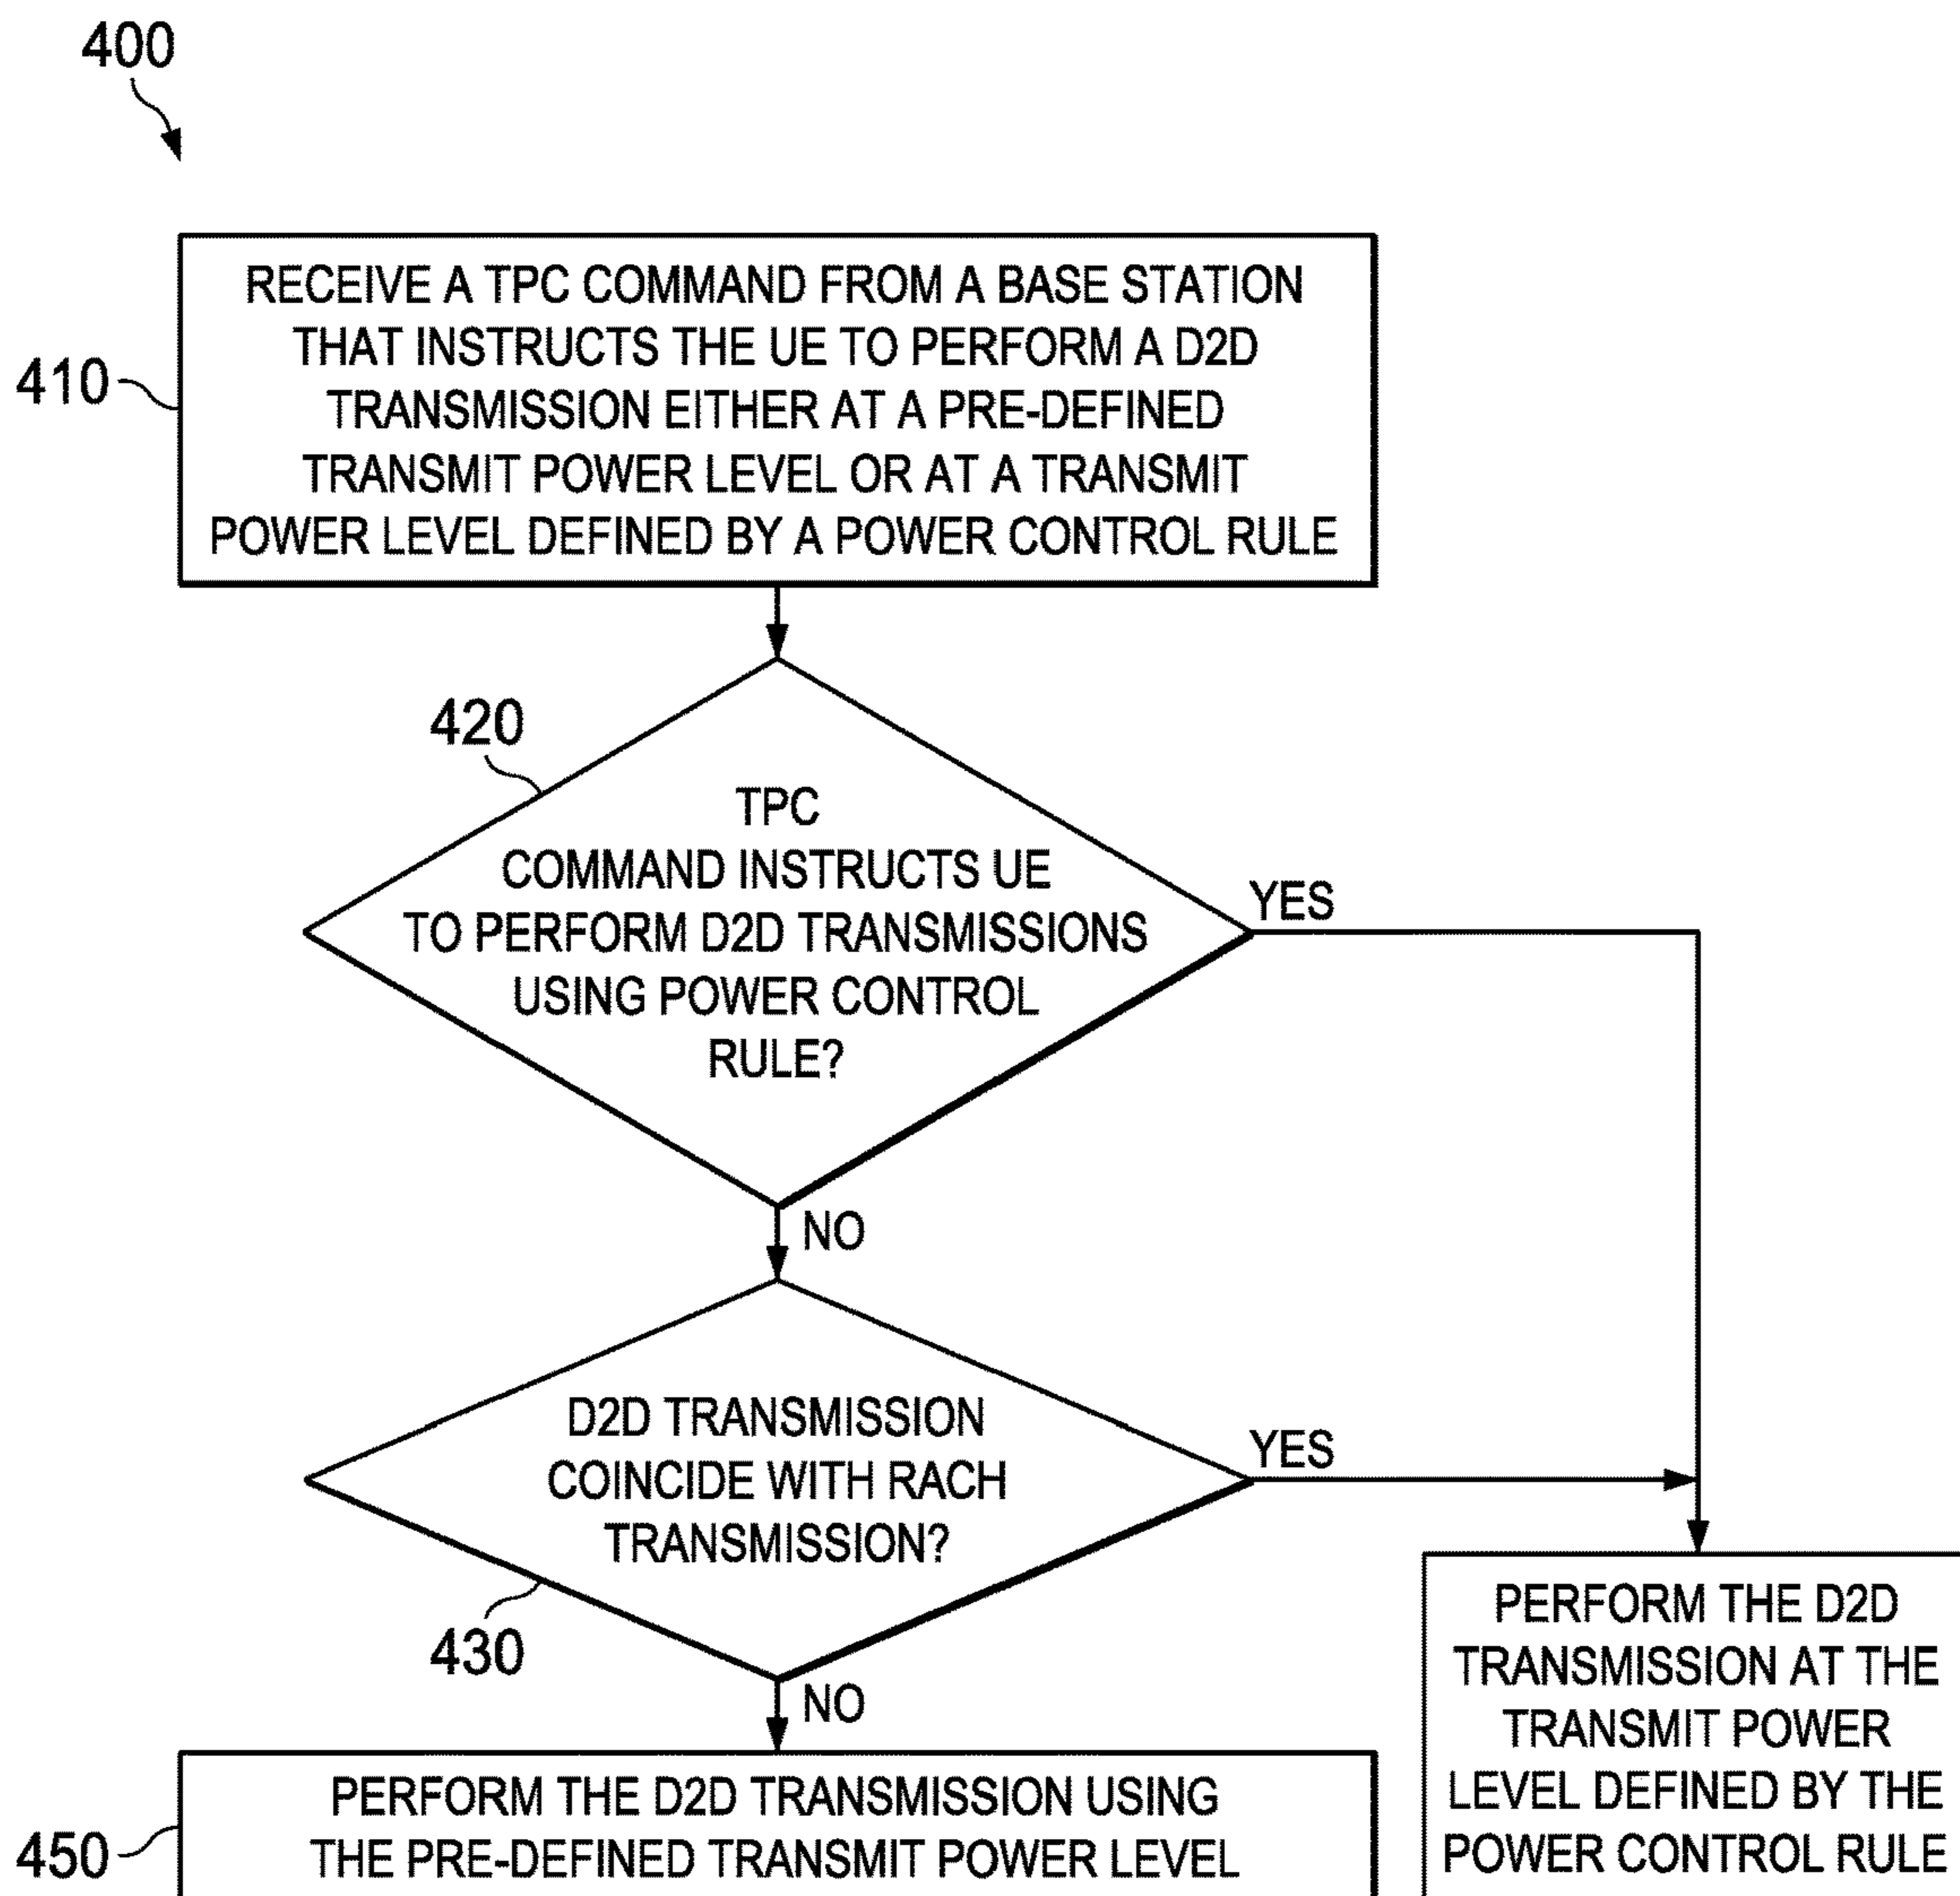 400
410
RECEIVE A TPC COMMAND FROM A BASE STATION
THAT INSTRUCTS THE UE TO PERFORM A D2D
TRANSMISSION EITHER AT A PRE-DEFINED
TRANSMIT POWER LEVEL OR AT A TRANSMIT
POWER LEVEL DEFINED BY A POWER CONTROL RULE
420
TPC
COMMAND INSTRUCTS UE
TO PERFORM D2D TRANSMISSIONS
USING POWER CONTROL
RULE?
YES
NO
D2D TRANSMISSION
COINCIDE WITH RACH
TRANSMISSION?
YES
430
NO
PERFORM THE D2D
TRANSMISSION AT THE
TRANSMIT POWER
LEVEL DEFINED BY THE
POWER CONTROL RULE
450
PERFORM THE D2D TRANSMISSION USING
THE PRE-DEFINED TRANSMIT POWER LEVEL